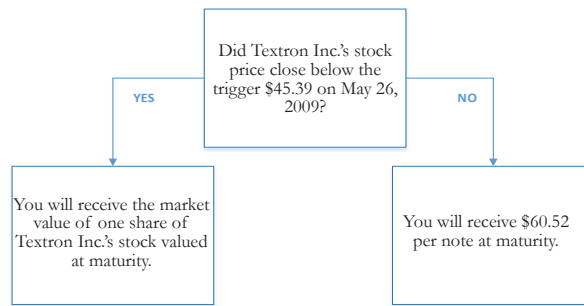 Did Textron Inc.'s stock
price close below the
trigger $45.39 on May 26,
2009?
YES
NO
You will receive the market
value of one share of
Textron Inc.'s stock valued
at maturity.
You will receive $60.52
per note at maturity.